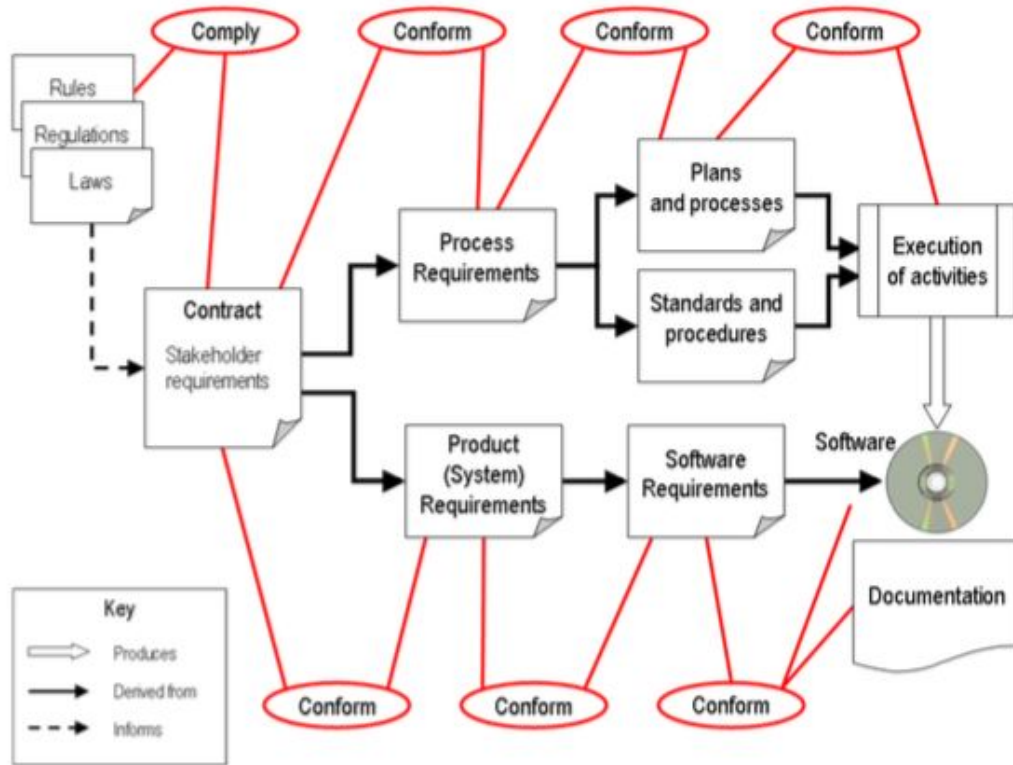 Comply
Conform
Conform
Conform
Rules
Regulations
Laws
Contract
Stakeholder
requirements
Process
Requirements
Plans
and processes
Standards and
procedures
Execution
of activities
Product
(System)
Requirements
Software
Requirements
Software
Documentation
Key
Produces
Derived from
Informs
Conform
Conform
Conform